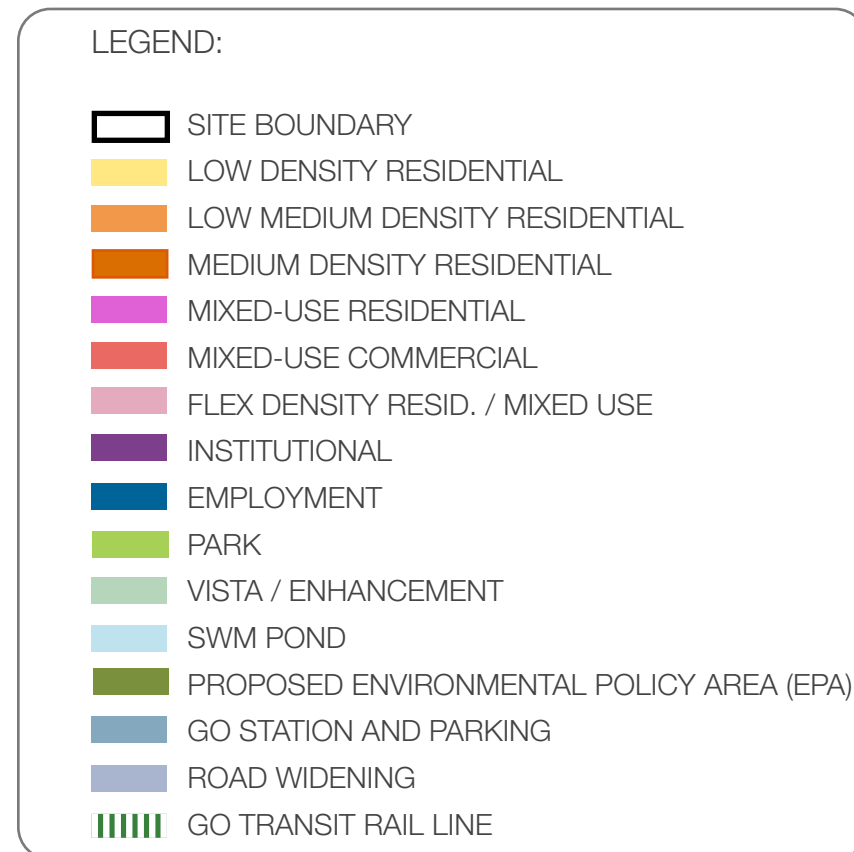 LEGEND:
SITE BOUNDARY
LOW DENSITY RESIDENTIAL
LOW MEDIUM DENSITY RESIDENTIAL
MEDIUM DENSITY RESIDENTIAL
MIXED-USE RESIDENTIAL
MIXED-USE COMMERCIAL
FLEX DENSITY RESID. / MIXED USE
INSTITUTIONAL
EMPLOYMENT
PARK
VISTA / ENHANCEMENT
SWM POND
PROPOSED ENVIRONMENTAL POLICY AREA (EPA)
GO STATION AND PARKING
ROAD WIDENING
GO TRANSIT RAIL LINE